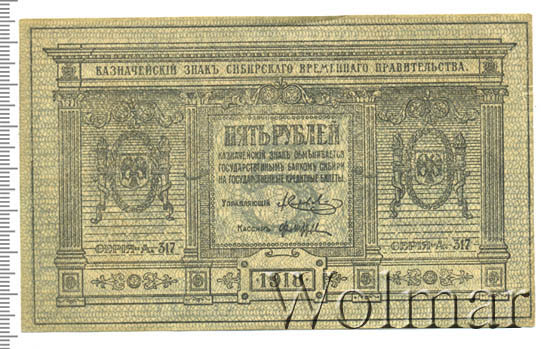 КАЗНАЧЕЙСКІЙ ЗНАКЪ СИБИРСКАГО ВРЕМЕННАГО ПРАВИТЕЛЬСТВА.
ПЯТЬ РУБЛЕЙ
КАЗНАЧЕЙСКІЙ ЗНАКЪ ОБМѢНИВАЕТСЯ
ГОСУДАРСТВЕННЫМЪ БАНКОМЪ СИБИРИ
НА ГОСУДАРСТВЕННЫЕ КРЕДИТНЫЕ БИЛЕТЫ.
УПРАВЛЯЮЩІЙ
КАССИРЪ
СЕРІЯ-А. 317
СЕРІЯ-А. 317
1918
Wolmar